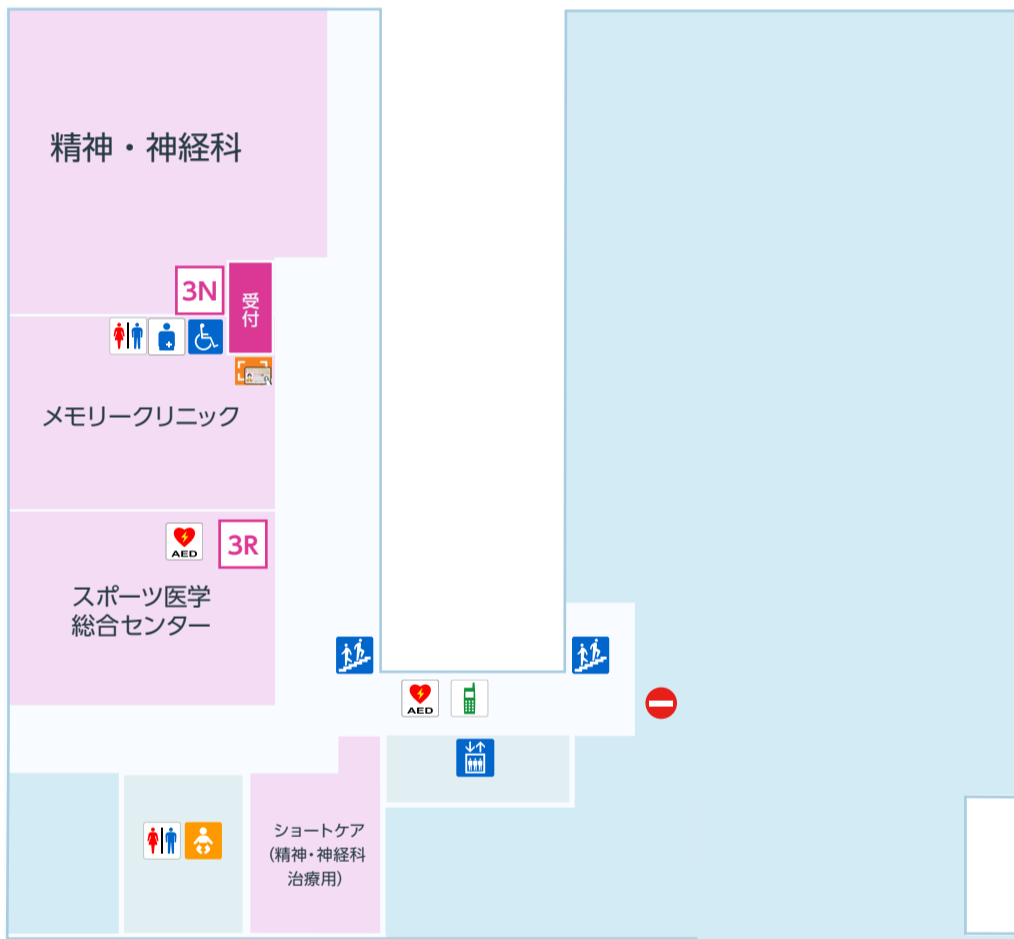 精神・神経科
3N
受付
メモリークリニック
AED
3R
スポーツ医学
総合センター
AED
ショートケア
(精神・神経科
治療用)